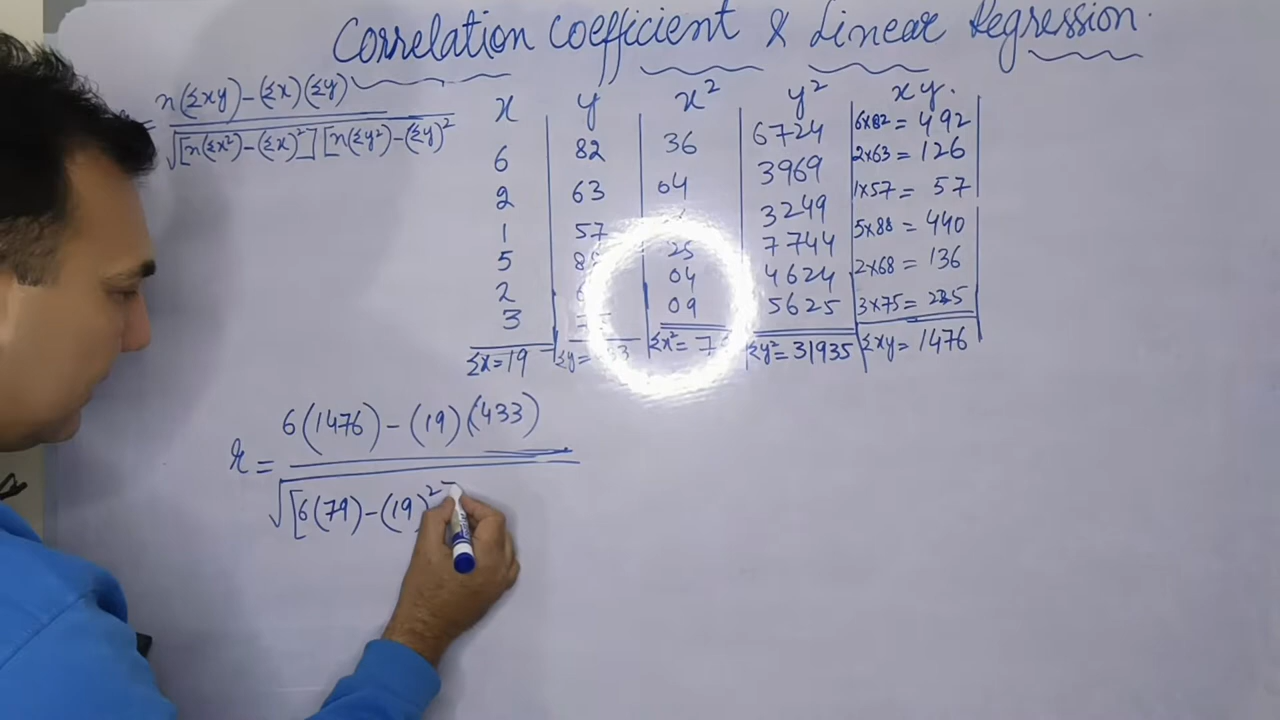 Correlation Coefficient & Linear Regression.
n(Σxy)-(Σx)(Σy)
√[n(Σx²)-(Σx)²][n(Σy²)-(Σy)²
x y x² y² xy.
6 82 36 6724 6x82 = 492
2 63 04 3969 2x63 = 126
1 57 3249 1x57 = 57
5 25 7744 5x88 = 440
2 04 4624 2x68 = 136
3 09 5625 3x75 = 225
Σx=19 Σy= Σx²= Σy²=31935 Σxy=1476
r = 6(1476)-(19)(433)
√[6(79)-(19)²]